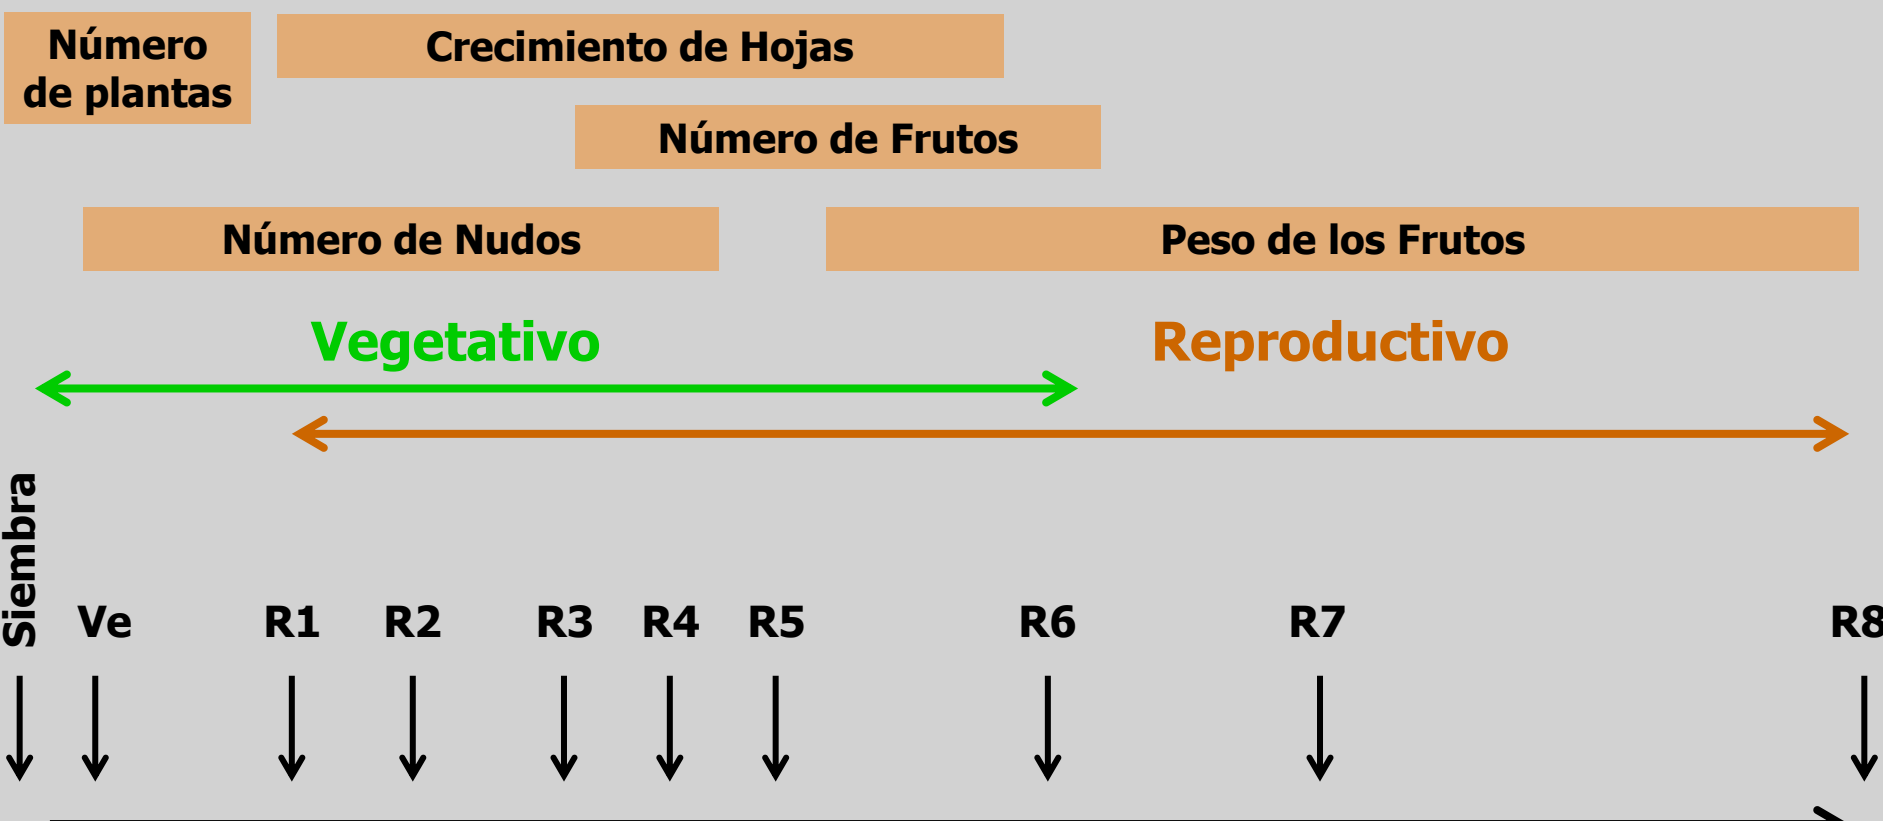 Número
de plantas
Crecimiento de Hojas
Número de Frutos
Número de Nudos
Peso de los Frutos
Vegetativo
Reproductivo
Siembra
Ve
R1
R2
R3
R4
R5
R6
R7
R8